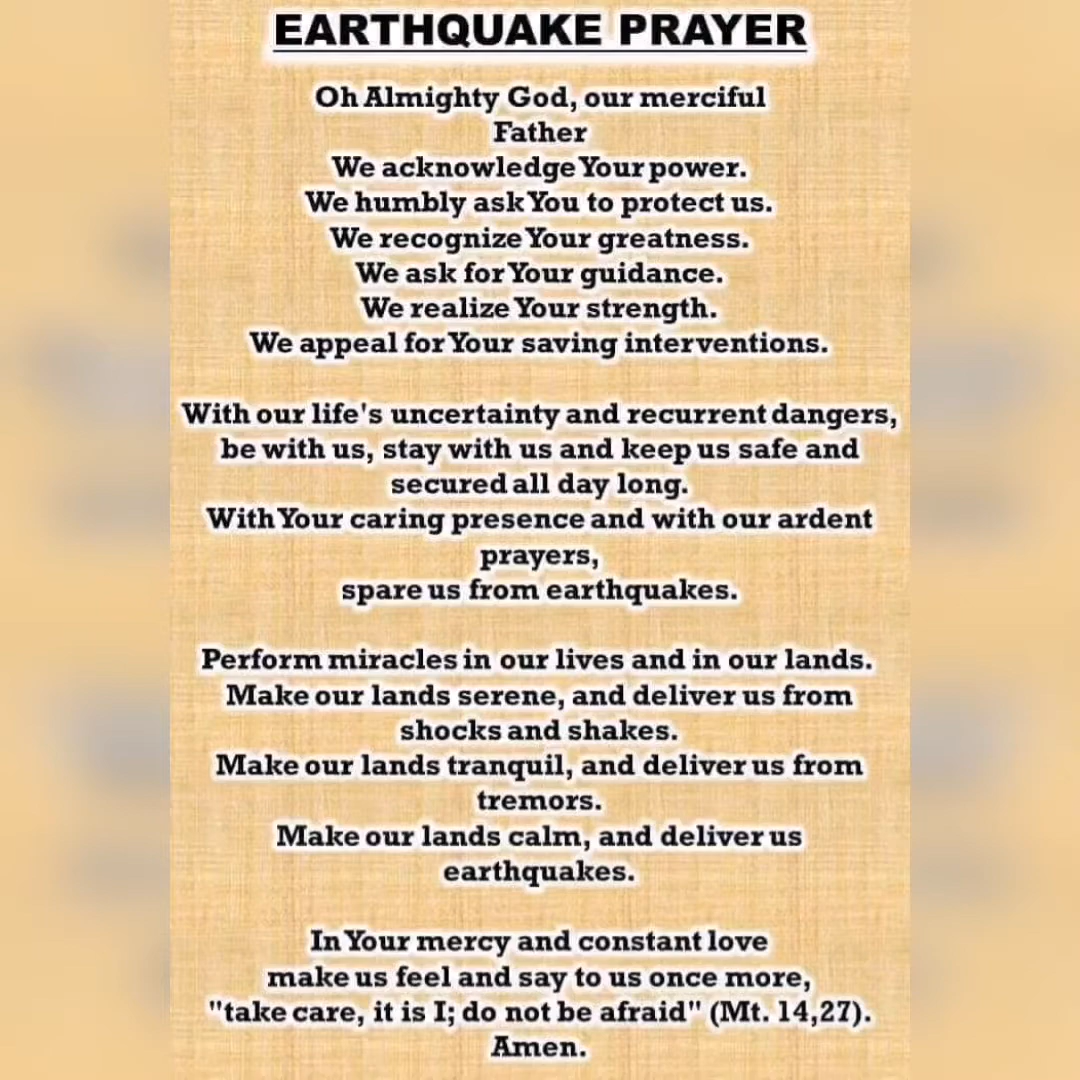 EARTHQUAKE PRAYER
Oh Almighty God, our merciful
Father
We acknowledge Your power.
We humbly ask You to protect us.
We recognize Your greatness.
We ask for Your guidance.
We realize Your strength.
We appeal for Your saving interventions.
With our life's uncertainty and recurrent dangers,
be with us, stay with us and keep us safe and
secured all day long.
With Your caring presence and with our ardent
prayers,
spare us from earthquakes.
Perform miracles in our lives and in our lands.
Make our lands serene, and deliver us from
shocks and shakes.
Make our lands tranquil, and deliver us from
tremors.
Make our lands calm, and deliver us
earthquakes.
In Your mercy and constant love
make us feel and say to us once more,
"take care, it is I; do not be afraid" (Mt. 14,27).
Amen.